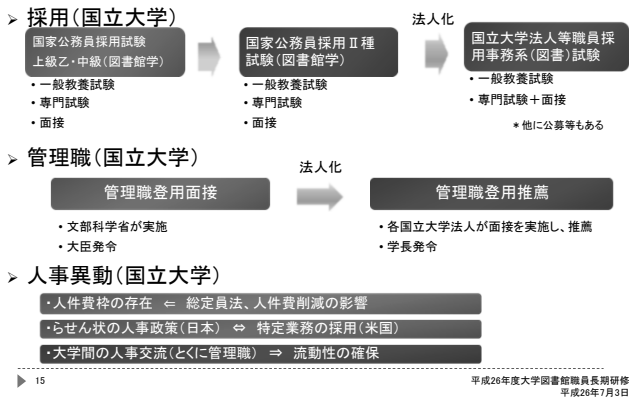 ➢ 採用(国立大学)
国家公務員採用試験
上級乙・中級(図書館学)
・一般教養試験
・専門試験
・面接
国家公務員採用Ⅱ種
試験(図書館学)
・一般教養試験
・専門試験
・面接
法人化
国立大学法人等職員採
用事務系(図書)試験
・一般教養試験
・専門試験+面接
*他に公募等もある
➢ 管理職(国立大学)
管理職登用面接
・文部科学省が実施
・大臣発令
法人化
管理職登用推薦
・各国立大学法人が面接を実施し、推薦
・学長発令
➢ 人事異動(国立大学)
・人件費枠の存在 ⇐ 総定員法、人件費削減の影響
・らせん状の人事政策(日本) ⇔ 特定業務の採用(米国)
・大学間の人事交流(とくに管理職) ⇒ 流動性の確保
15
平成26年度大学図書館職員長期研修
平成26年7月3日